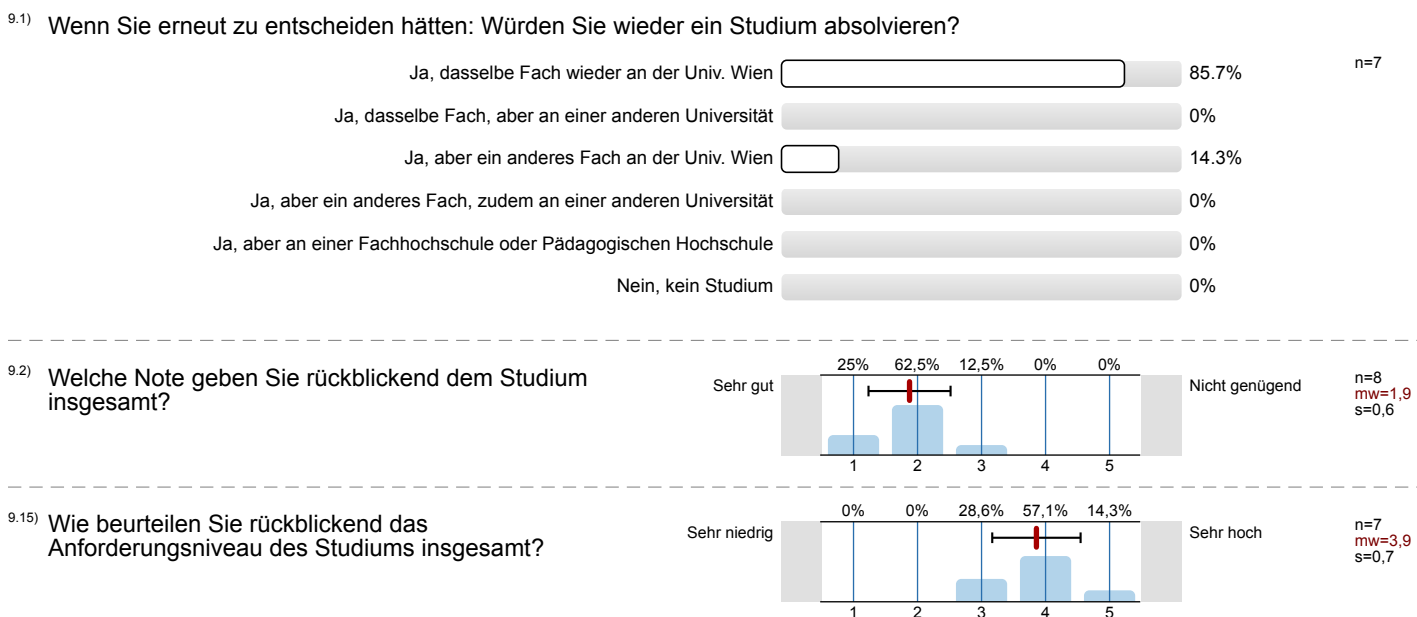 9.1) Wenn Sie erneut zu entscheiden hätten: Würden Sie wieder ein Studium absolvieren?
Ja, dasselbe Fach wieder an der Univ. Wien 85.7% n=7
Ja, dasselbe Fach, aber an einer anderen Universität 0%
Ja, aber ein anderes Fach an der Univ. Wien 14.3%
Ja, aber ein anderes Fach, zudem an einer anderen Universität 0%
Ja, aber an einer Fachhochschule oder Pädagogischen Hochschule 0%
Nein, kein Studium 0%
9.2) Welche Note geben Sie rückblickend dem Studium
insgesamt?
Sehr gut
25% 62,5% 12,5% 0% 0%
1 2 3 4 5
Nicht genügend
n=8
mw=1,9
s=0,6
9.15) Wie beurteilen Sie rückblickend das
Anforderungsniveau des Studiums insgesamt?
Sehr niedrig
0% 0% 28,6% 57,1% 14,3%
1 2 3 4 5
Sehr hoch
n=7
mw=3,9
s=0,7